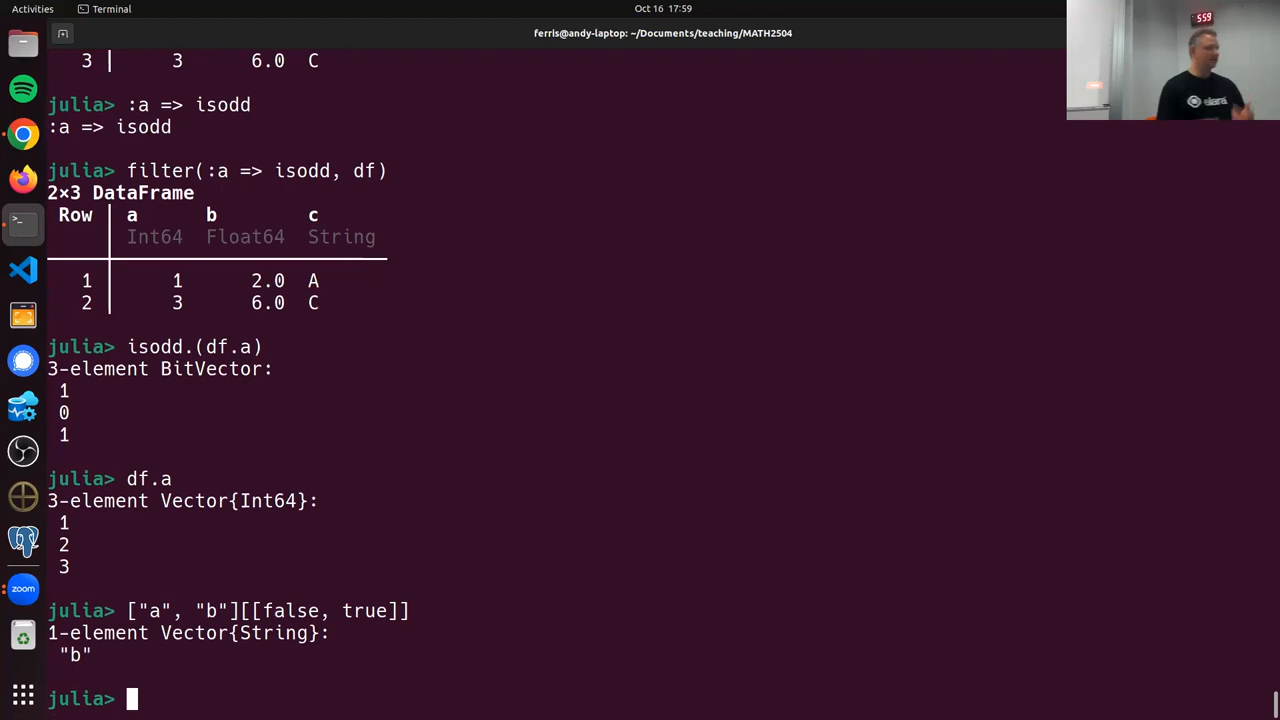 Activities Terminal Oct 16 17:59
ferris@andy-laptop: ~/Documents/teaching/MATH2504
559
elara
3 3 6.0 C
julia> :a => isodd
:a => isodd
julia> filter(:a => isodd, df)
2×3 DataFrame
Row a b c
Int64 Float64 String
1 1 2.0 A
2 3 6.0 C
julia> isodd.(df.a)
3-element BitVector:
1
0
1
julia> df.a
3-element Vector{Int64}:
1
2
3
zoom
julia> ["a", "b"][[false, true]]
1-element Vector{String}:
"b"
julia>